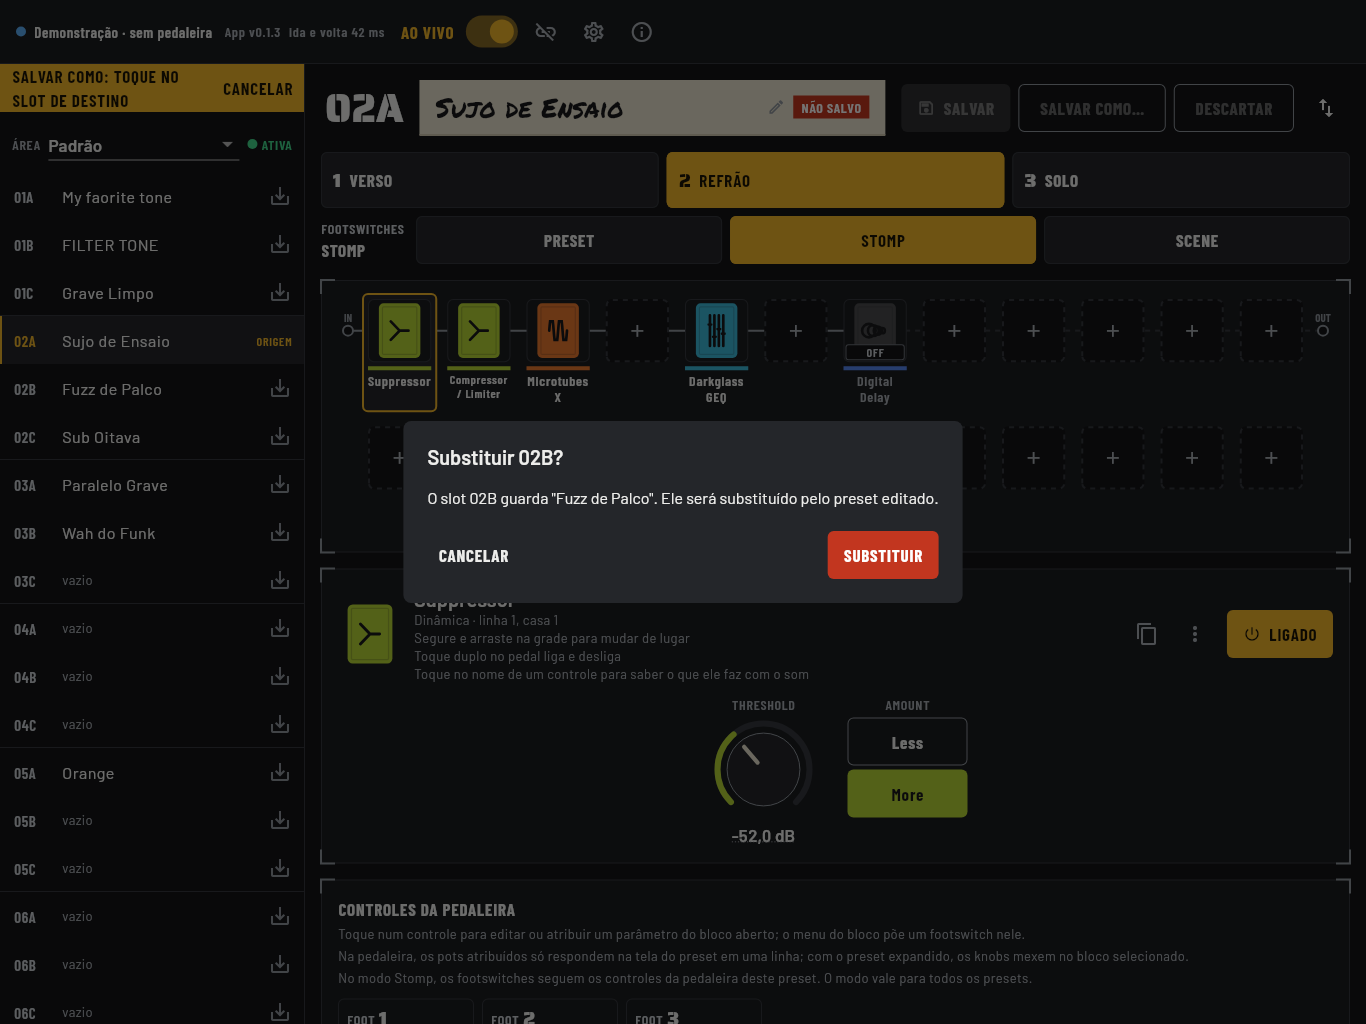 Demonstração · sem pedaleira App v0.1.3 Ida e volta 42 ms AO VIVO
SALVAR COMO: TOQUE NO
SLOT DE DESTINO
CANCELAR
ÁREA Padrão ATIVA
01A My faorite tone
01B FILTER TONE
01C Grave Limpo
02A Sujo de Ensaio ORIGEM
02B Fuzz de Palco
02C Sub Oitava
03A Paralelo Grave
03B Wah do Funk
03C vazio
04A vazio
04B vazio
04C vazio
05A Orange
05B vazio
05C vazio
06A vazio
06B vazio
06C vazio
02A Sujo de Ensaio NÃO SALVO SALVAR SALVAR COMO... DESCARTAR
1 VERSO 2 REFRÃO 3 SOLO
FOOTSWITCHES
STOMP
PRESET STOMP SCENE
IN OUT
OFF
Suppressor
Compressor
/ Limiter
Microtubes
X
Darkglass
GEQ
Digital
Delay
Substituir 02B?
O slot 02B guarda "Fuzz de Palco". Ele será substituído pelo preset editado.
CANCELAR SUBSTITUIR
Suppressor
Dinâmica · linha 1, casa 1
Segure e arraste na grade para mudar de lugar
Toque duplo no pedal liga e desliga
Toque no nome de um controle para saber o que ele faz com o som
LIGADO
THRESHOLD AMOUNT
Less
More
-52,0 dB
CONTROLES DA PEDALEIRA
Toque num controle para editar ou atribuir um parâmetro do bloco aberto; o menu do bloco põe um footswitch nele.
Na pedaleira, os pots atribuídos só respondem na tela do preset em uma linha; com o preset expandido, os knobs mexem no bloco selecionado.
No modo Stomp, os footswitches seguem os controles da pedaleira deste preset. O modo vale para todos os presets.
FOOT 1 FOOT 2 FOOT 3